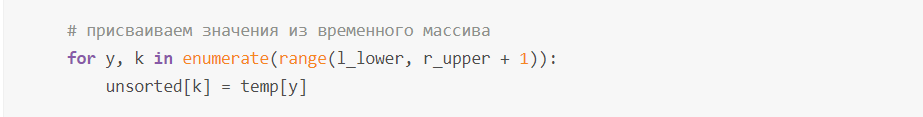 # присваиваем значения из временного массива
for y, k in enumerate(range(l_lower, r_upper + 1)):
    unsorted[k] = temp[y]